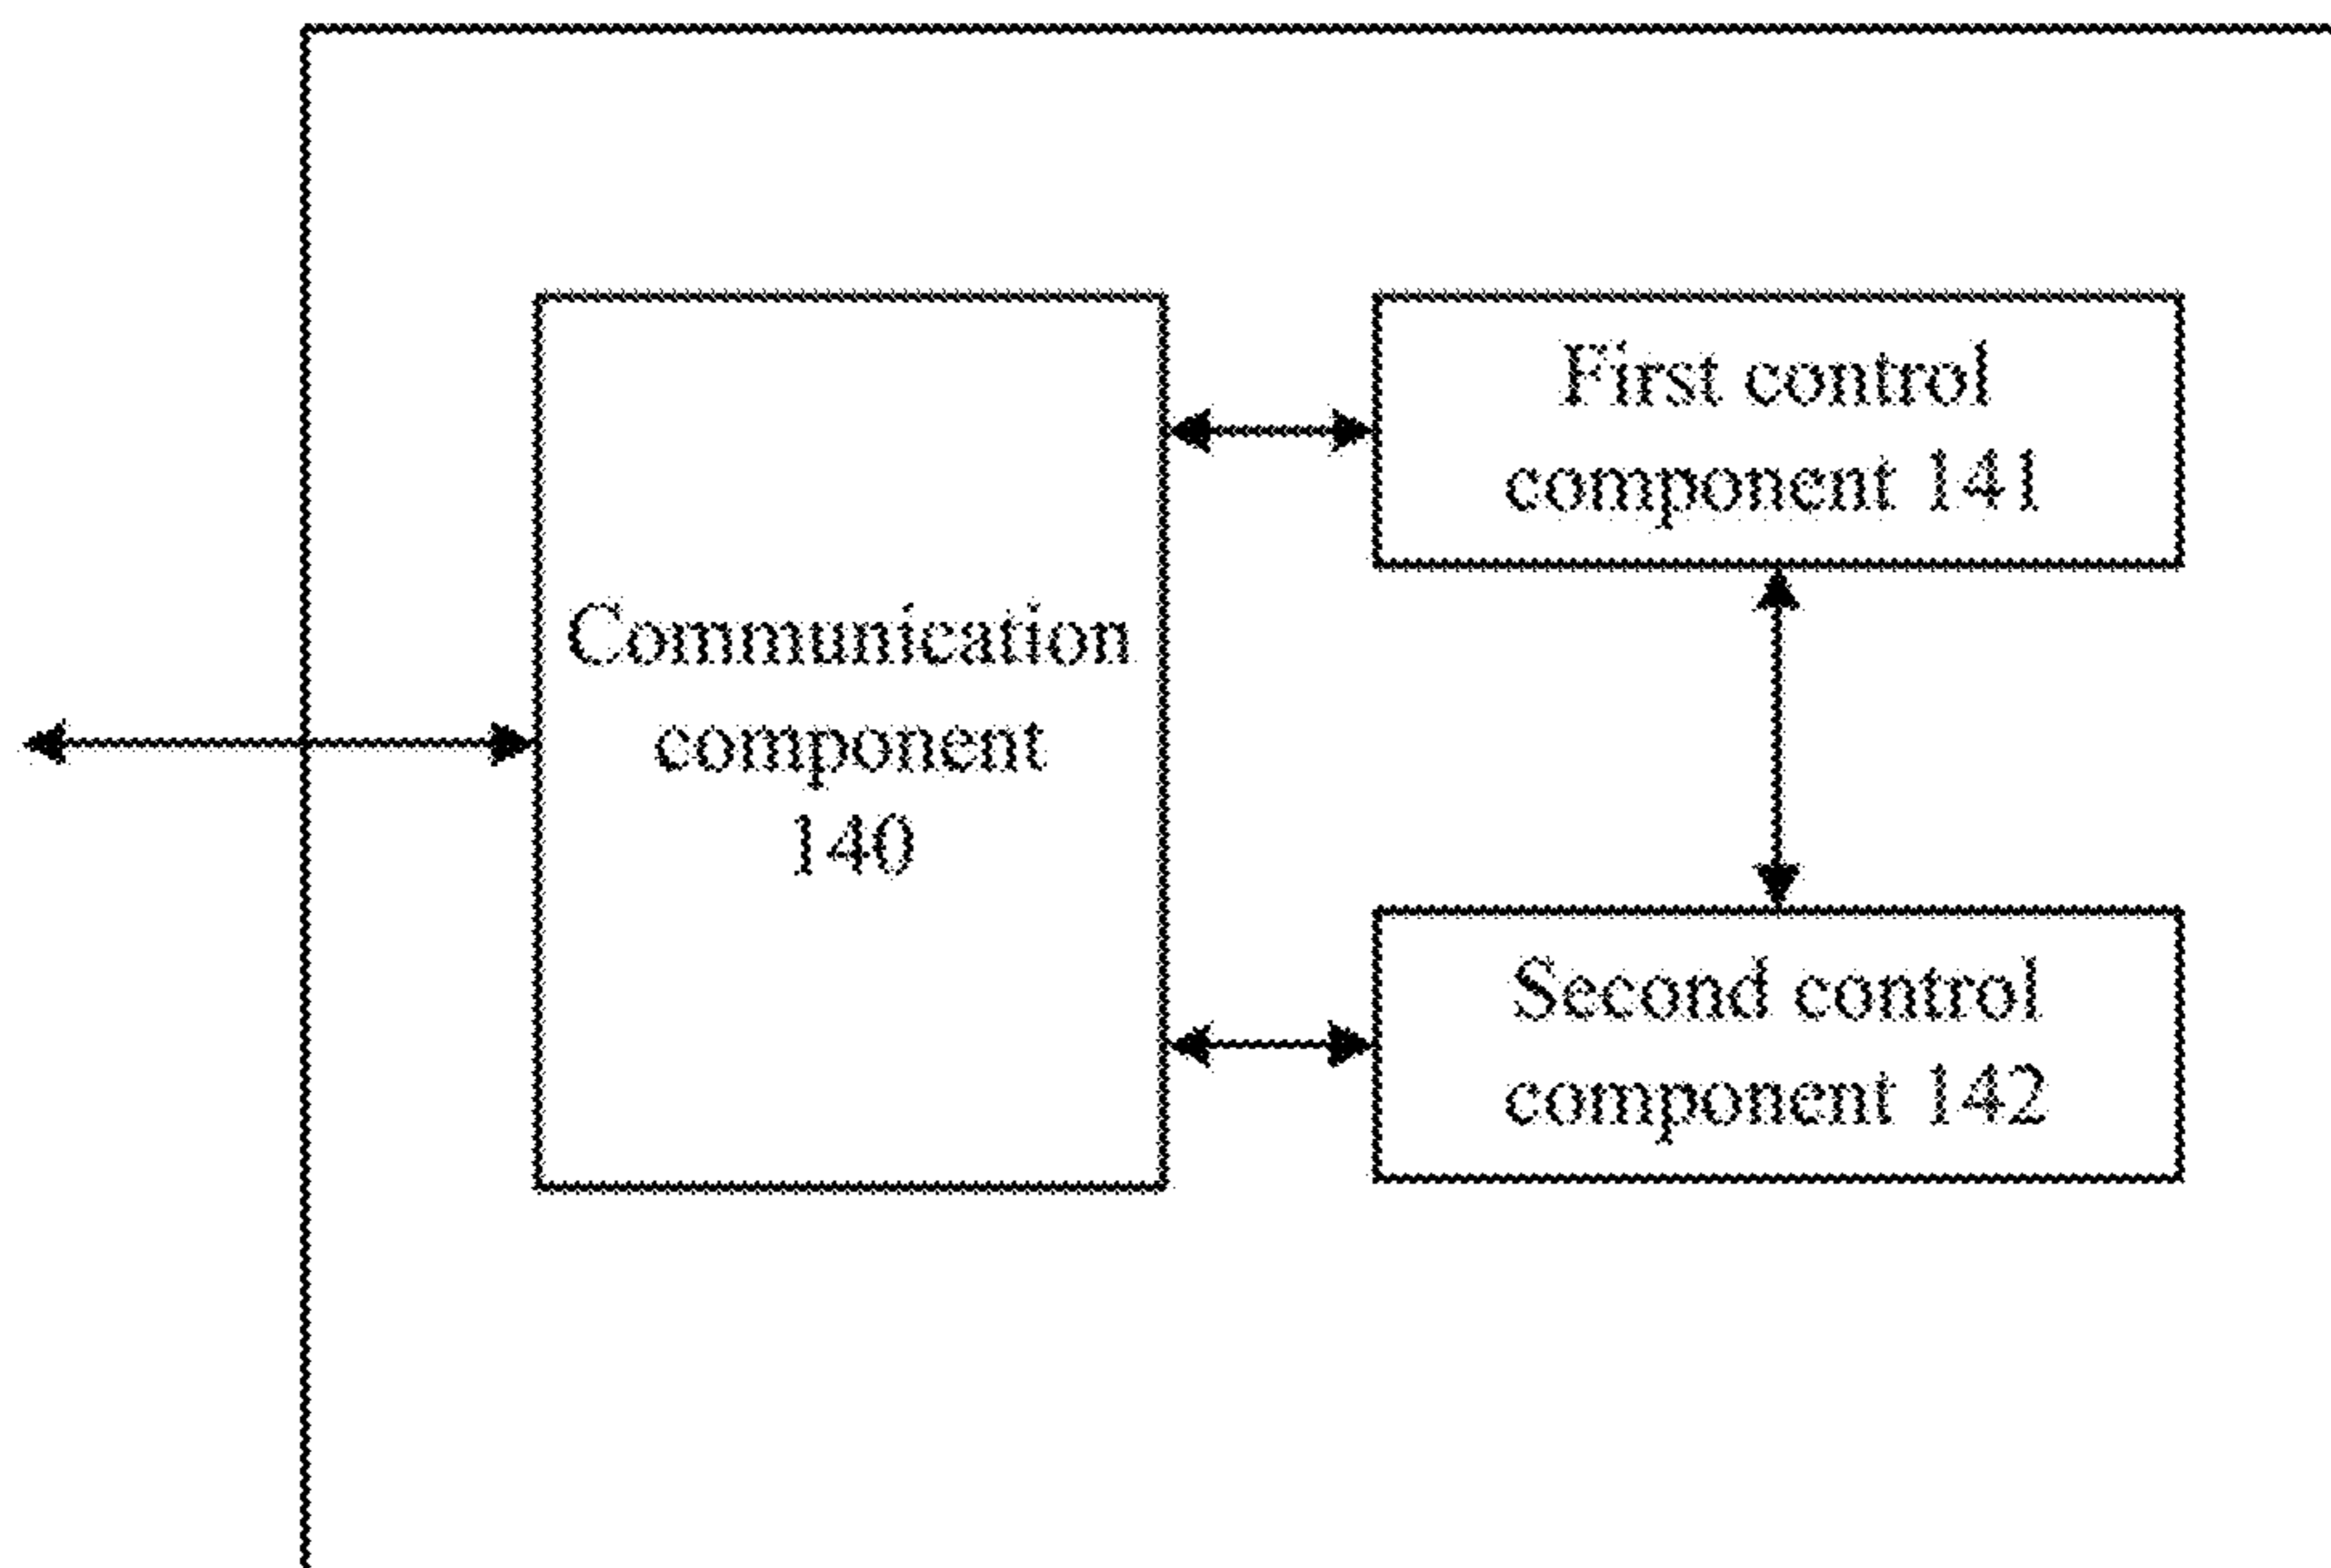 First control
component 141
Communication
component
140
Second control
component 142